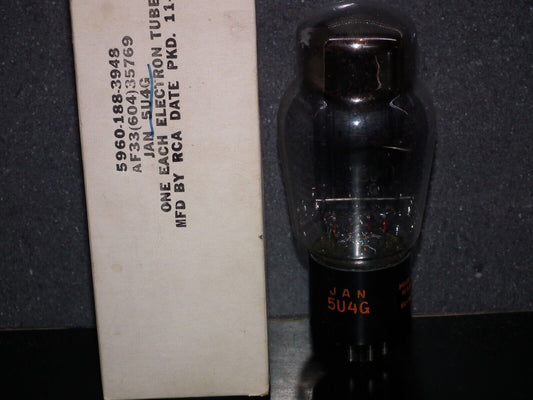 5960-188-3948
AF33(604)35769
JAN 5U4G
ONE EACH ELECTRON TUBE
MFD BY RCA DATE PKD. 11-
JAN
5U4G